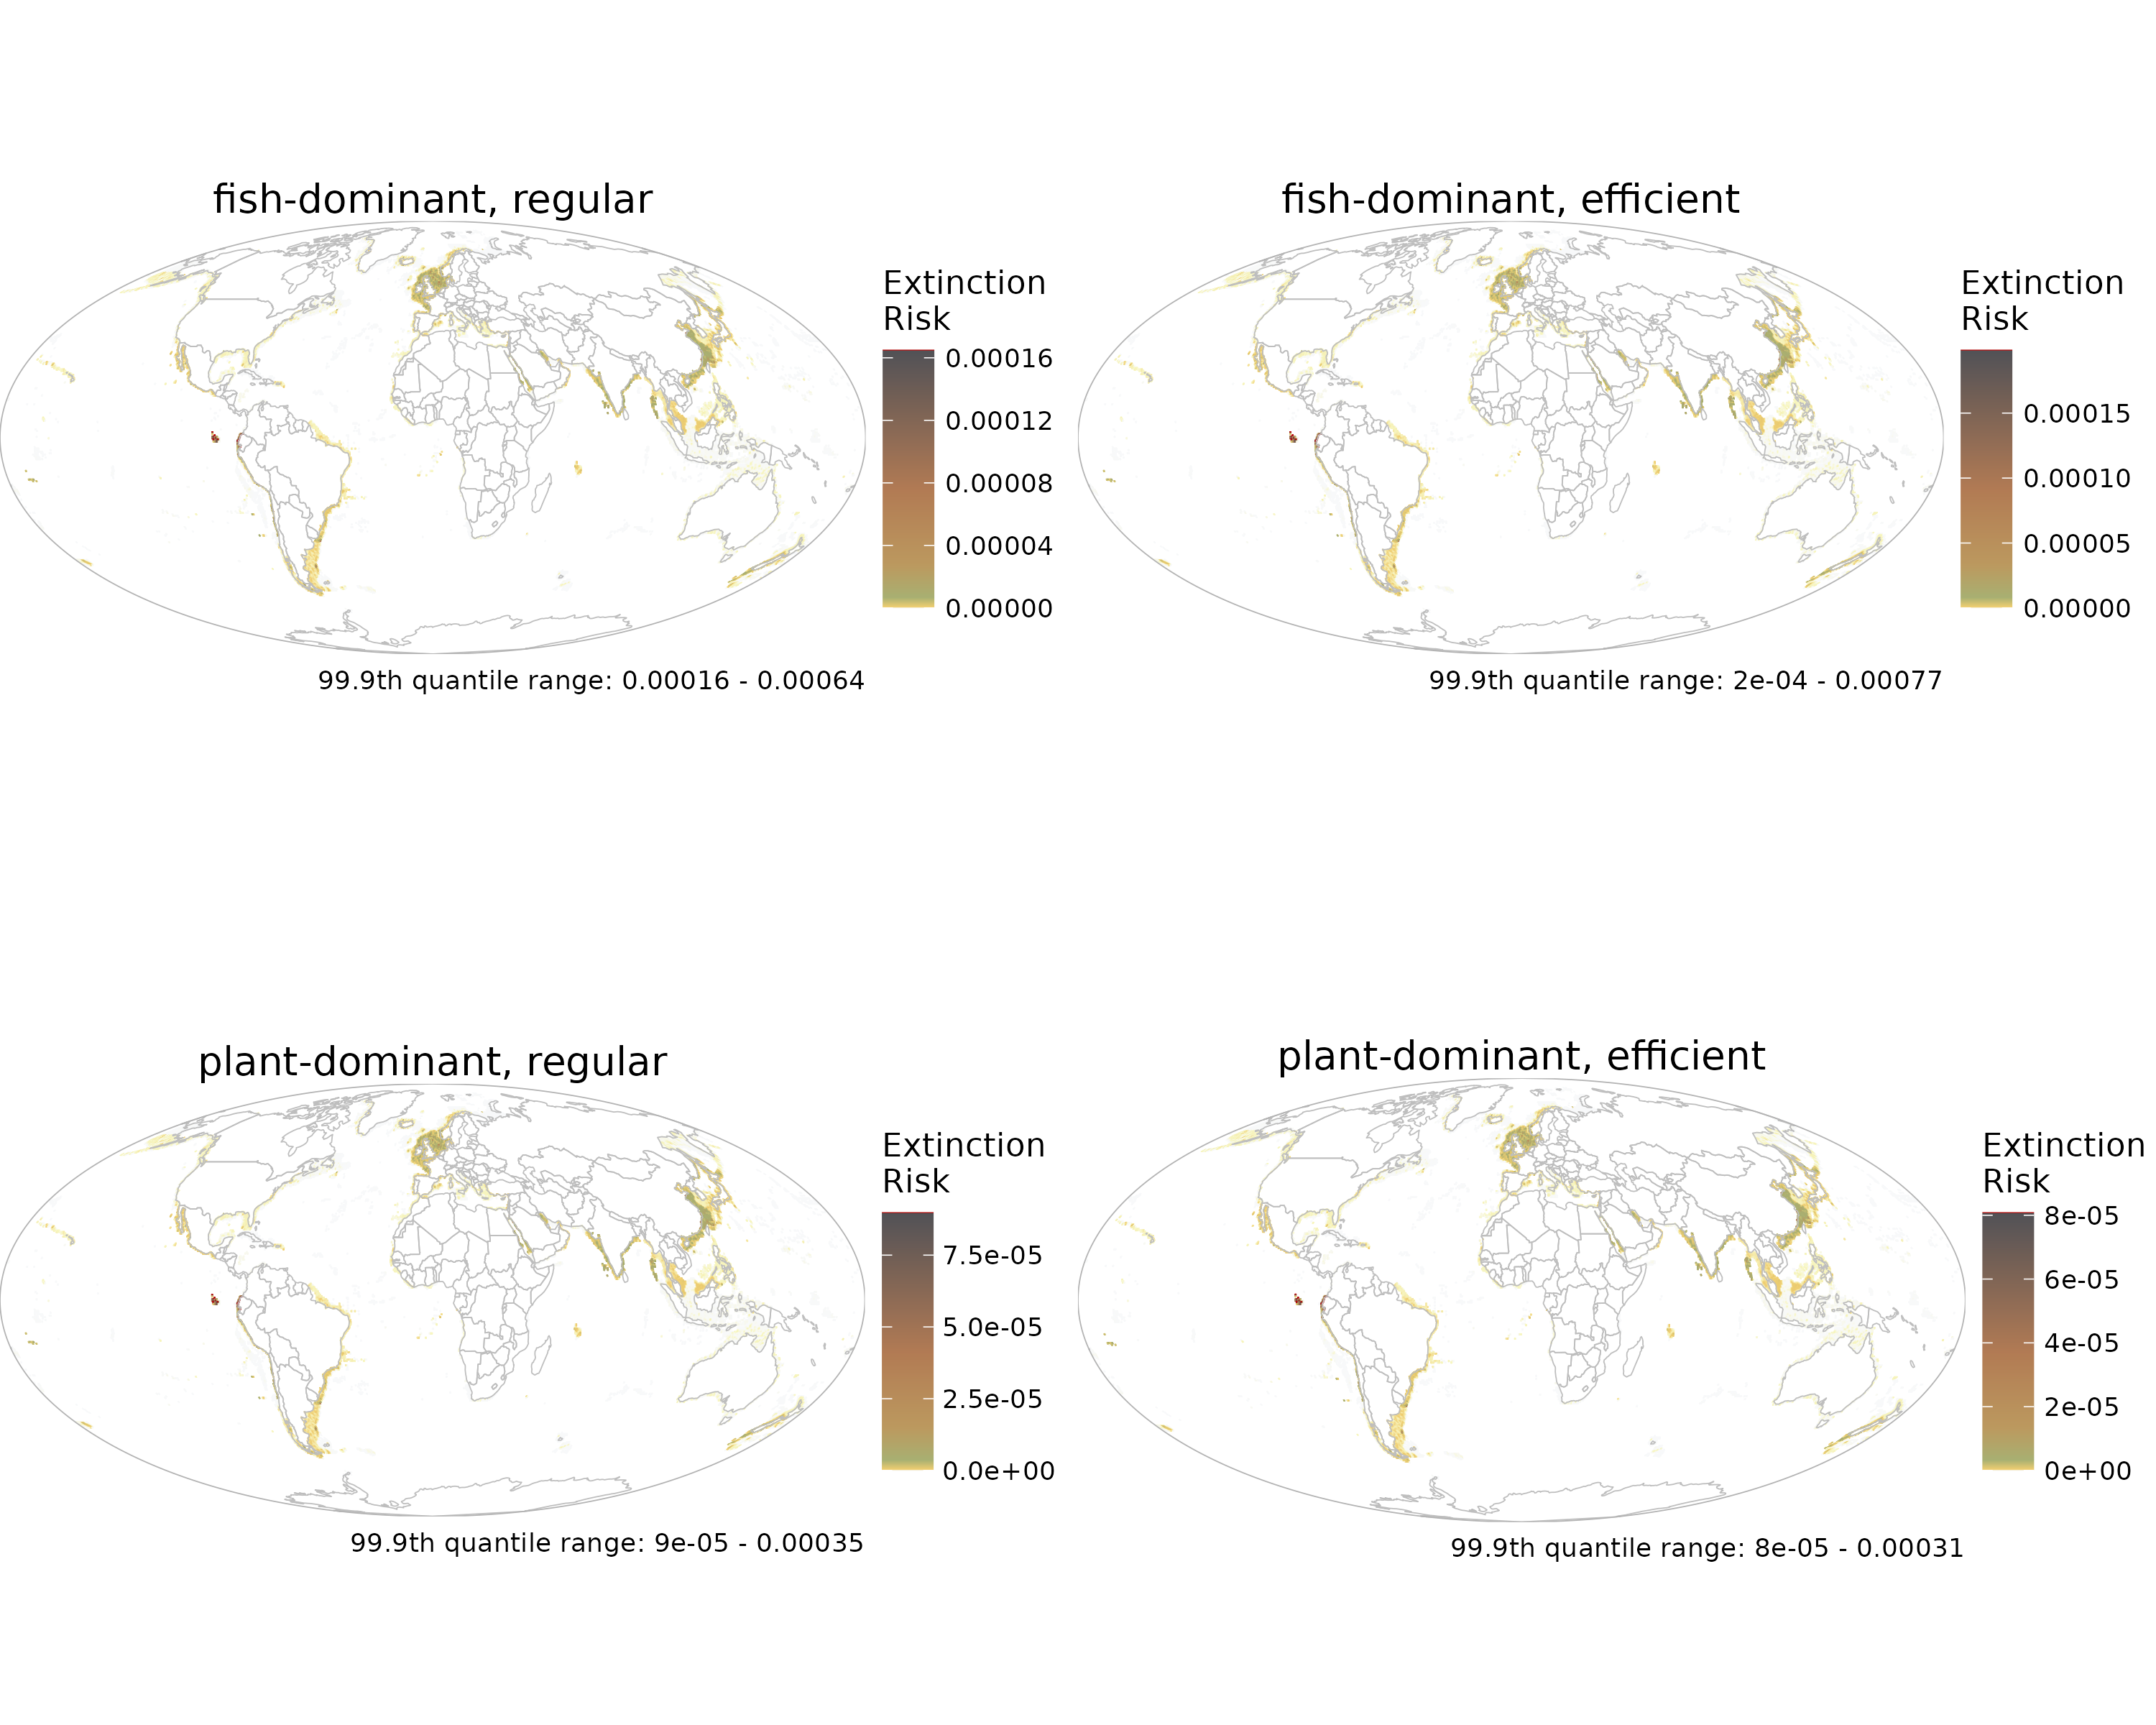 fish-dominant, regular
Extinction
Risk
0.00016
0.00012
0.00008
0.00004
0.00000
99.9th quantile range: 0.00016 - 0.00064
fish-dominant, efficient
Extinction
Risk
0.00015
0.00010
0.00005
0.00000
99.9th quantile range: 2e-04 - 0.00077
plant-dominant, regular
Extinction
Risk
7.5e-05
5.0e-05
2.5e-05
0.0e+00
99.9th quantile range: 9e-05 - 0.00035
plant-dominant, efficient
Extinction
Risk
8e-05
6e-05
4e-05
2e-05
0e+00
99.9th quantile range: 8e-05 - 0.00031